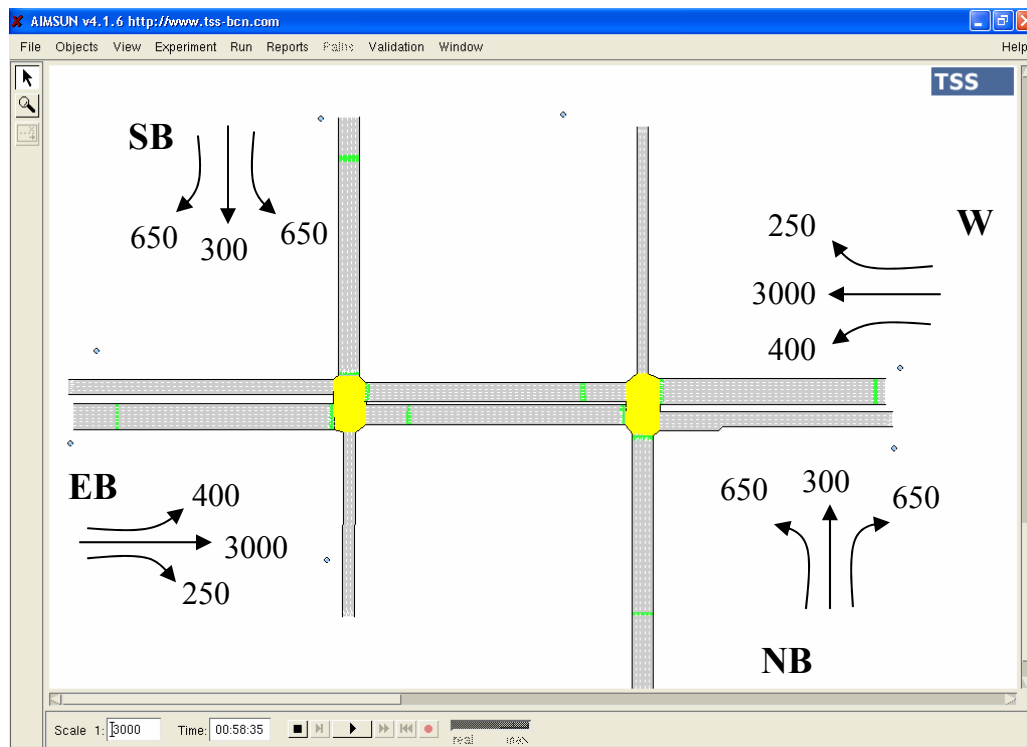 AIMSUN v4.1.6 http://www.tss-bcn.com
File Objects View Experiment Run Reports Paths Validation Window Help
TSS
SB
650 300 650
W
250
3000
400
EB
400
3000
250
650 300 650
NB
Scale 1: 3000 Time: 00:58:35
real max